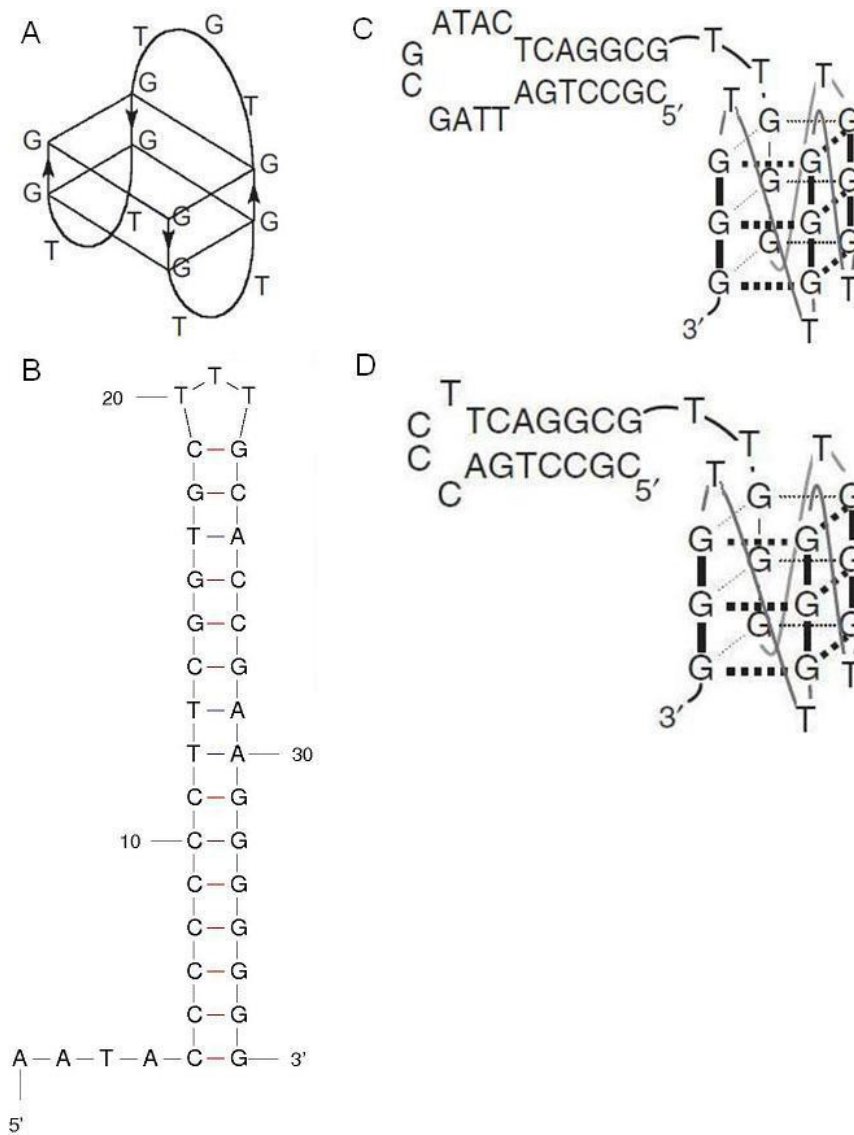 A
T G
G T
G G G
G T G G
T G T
T
B
T
20 T T
C G
G C
T A
G C
G C
C G
T A
T A 30
C G
10 C G
C G
C G
C G
C G
A A T A C G 3'
5'
C
ATAC
G TCAGGCG T
C AGTCCGC T
GATT 5' T T
G G
G G
G G
G G
G G
G G T
3' T
D
T
C TCAGGCG T
C AGTCCGC T
C 5' T T
G G
G G
G G
G G
G G
G G T
3' T